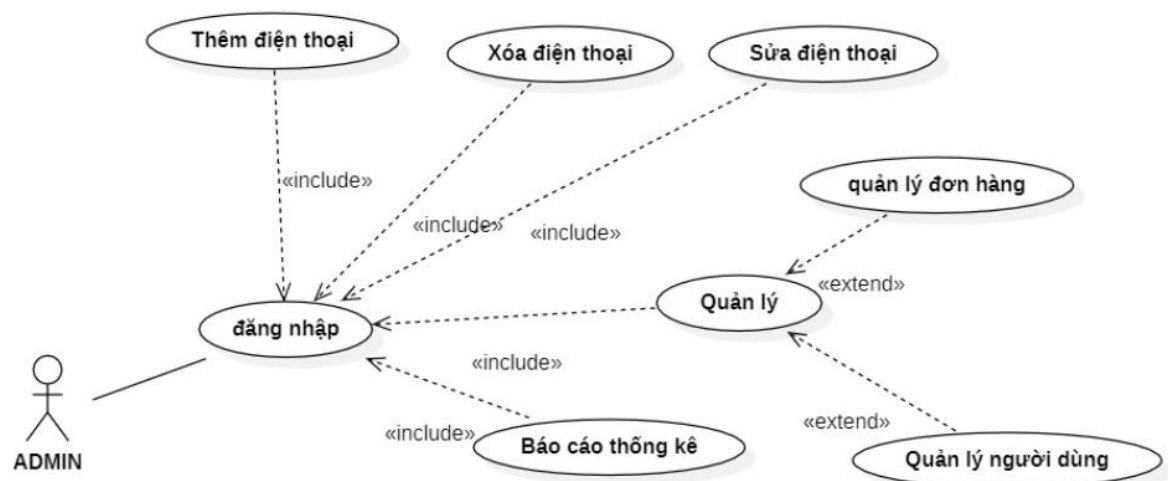 Thêm điện thoại
Xóa điện thoại
Sửa điện thoại
«include»
quản lý đơn hàng
«include»
«include»
«extend»
Quản lý
đăng nhập
«include»
ADMIN
«include»
Báo cáo thống kê
«extend»
Quản lý người dùng